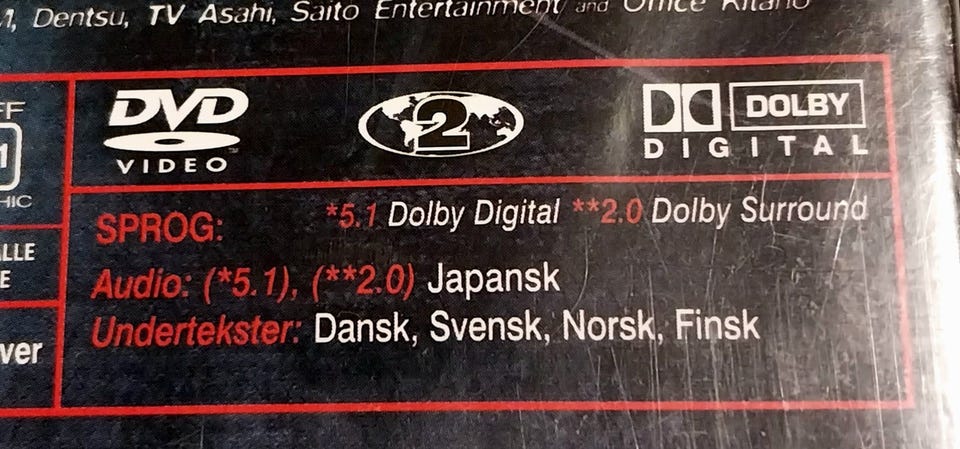 Dentsu, TV Asahi, Saito Entertainment and Office Kitano
DVD
VIDEO
TM
2
DOLBY
DIGITAL
SPROG: *5.1 Dolby Digital **2.0 Dolby Surround
Audio: (*5.1), (**2.0) Japansk
Undertekster: Dansk, Svensk, Norsk, Finsk